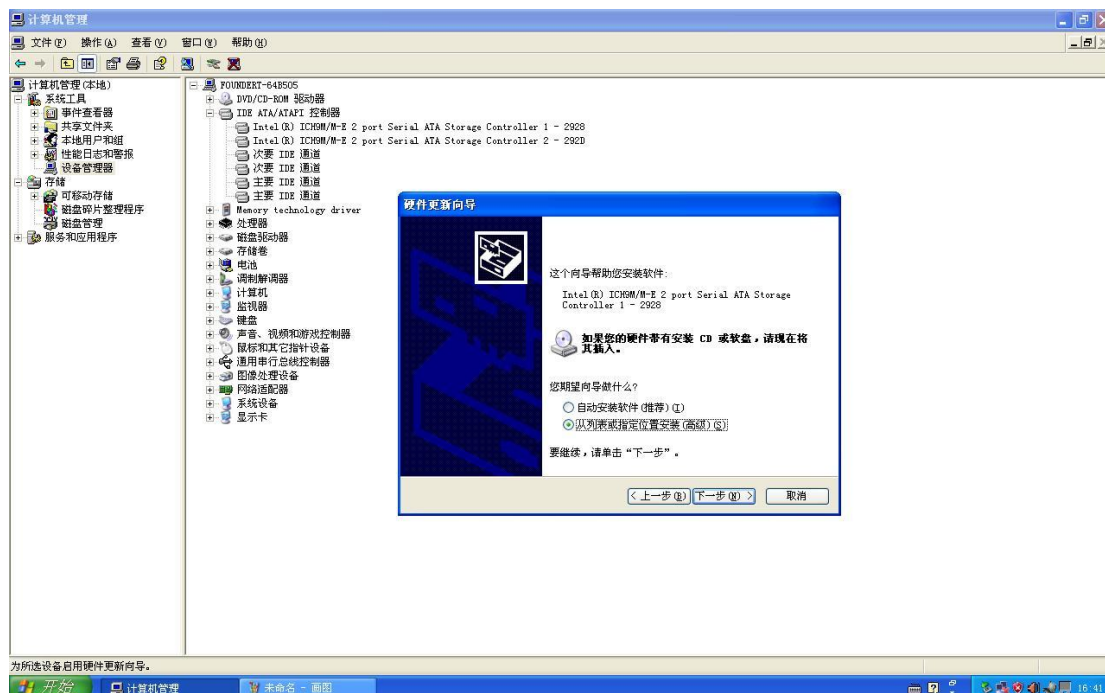 计算机管理
文件(F) 操作(A) 查看(V) 窗口(W) 帮助(H)
计算机管理(本地)
系统工具
事件查看器
共享文件夹
本地用户和组
性能日志和警报
设备管理器
存储
可移动存储
磁盘碎片整理程序
磁盘管理
服务和应用程序
FOUNDERT-64B505
DVD/CD-ROM 驱动器
IDE ATA/ATAPI 控制器
Intel(R) ICH9M/M-E 2 port Serial ATA Storage Controller 1 - 2928
Intel(R) ICH9M/M-E 2 port Serial ATA Storage Controller 2 - 292D
次要 IDE 通道
次要 IDE 通道
主要 IDE 通道
主要 IDE 通道
Memory technology driver
处理器
磁盘驱动器
存储卷
电池
调制解调器
计算机
监视器
键盘
声音、视频和游戏控制器
鼠标和其它指针设备
通用串行总线控制器
图像处理设备
网络适配器
系统设备
显示卡
硬件更新向导
这个向导帮助您安装软件:
Intel(R) ICH9M/M-E 2 port Serial ATA Storage
Controller 1 - 2928
如果您的硬件带有安装 CD 或软盘,请现在将
其插入。
您期望向导做什么?
自动安装软件(推荐)(I)
从列表或指定位置安装(高级)(S)
要继续,请单击“下一步”。
< 上一步(B) 下一步(N) > 取消
为所选设备启用硬件更新向导。
开始 计算机管理 未命名 - 画图 16:41